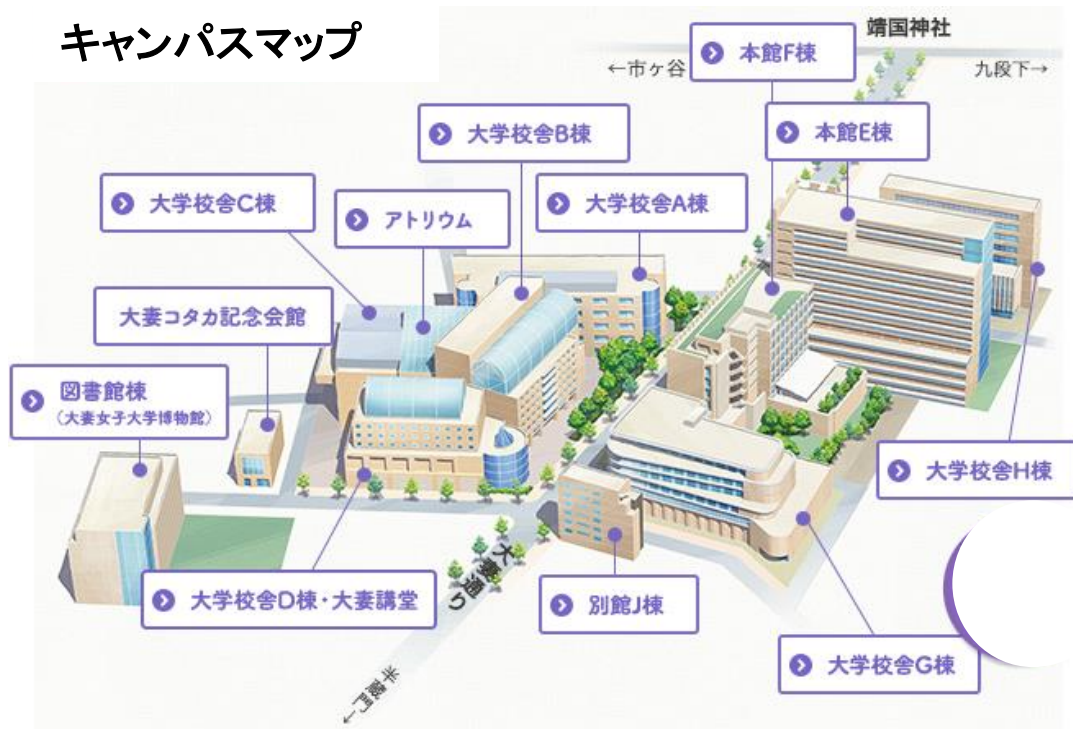 キャンパスマップ
靖国神社
←市ヶ谷
九段下→
本館F棟
大学校舎B棟
本館E棟
大学校舎C棟
アトリウム
大学校舎A棟
大妻コタカ記念会館
図書館棟
(大妻女子大学博物館)
大学校舎H棟
大妻通り
大学校舎D棟・大妻講堂
別館J棟
大学校舎G棟
半蔵門→